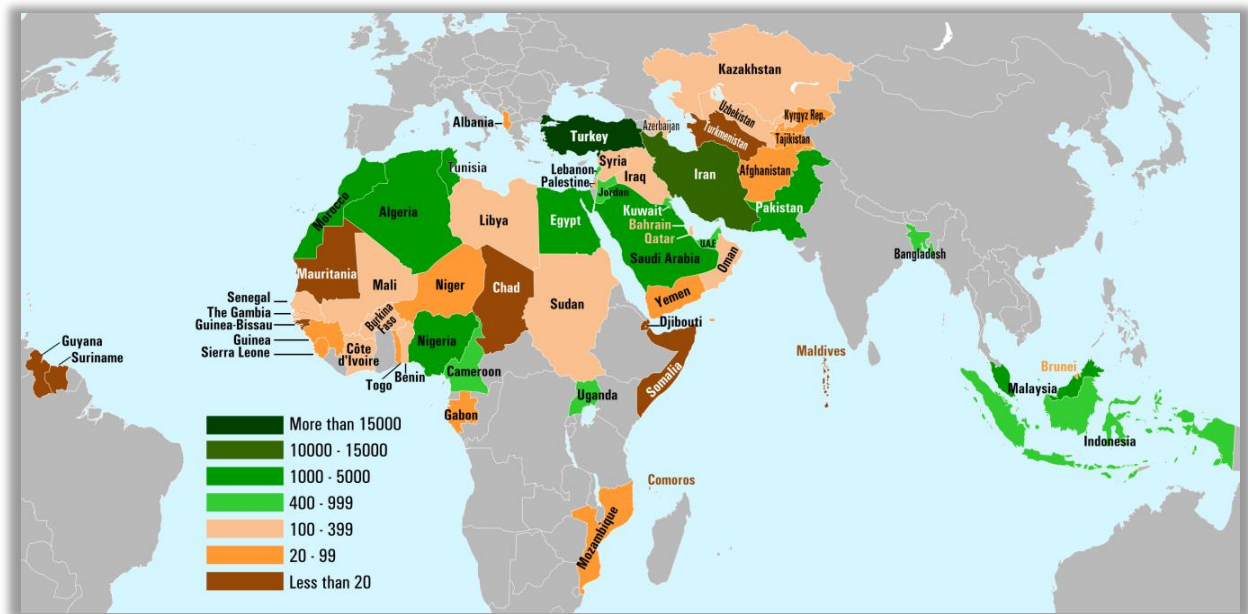 Kazakhstan
Uzbekistan
Kyrgyz Rep.
Albania
Turkey
Azerbaijan
Turkmenistan
Tajikistan
Tunisia
Lebanon
Syria
Palestine
Iraq
Iran
Afghanistan
Morocco
Algeria
Libya
Egypt
Jordan
Kuwait
Bahrain
Qatar
UAE
Pakistan
Saudi Arabia
Oman
Bangladesh
Mauritania
Mali
Niger
Chad
Sudan
Yemen
Senegal
The Gambia
Guinea-Bissau
Guinea
Sierra Leone
Burkina
Faso
Côte
d'Ivoire
Togo
Benin
Nigeria
Cameroon
Djibouti
Somalia
Guyana
Suriname
Maldives
Brunei
Malaysia
Indonesia
Uganda
Gabon
Comoros
Mozambique
More than 15000
10000 - 15000
1000 - 5000
400 - 999
100 - 399
20 - 99
Less than 20